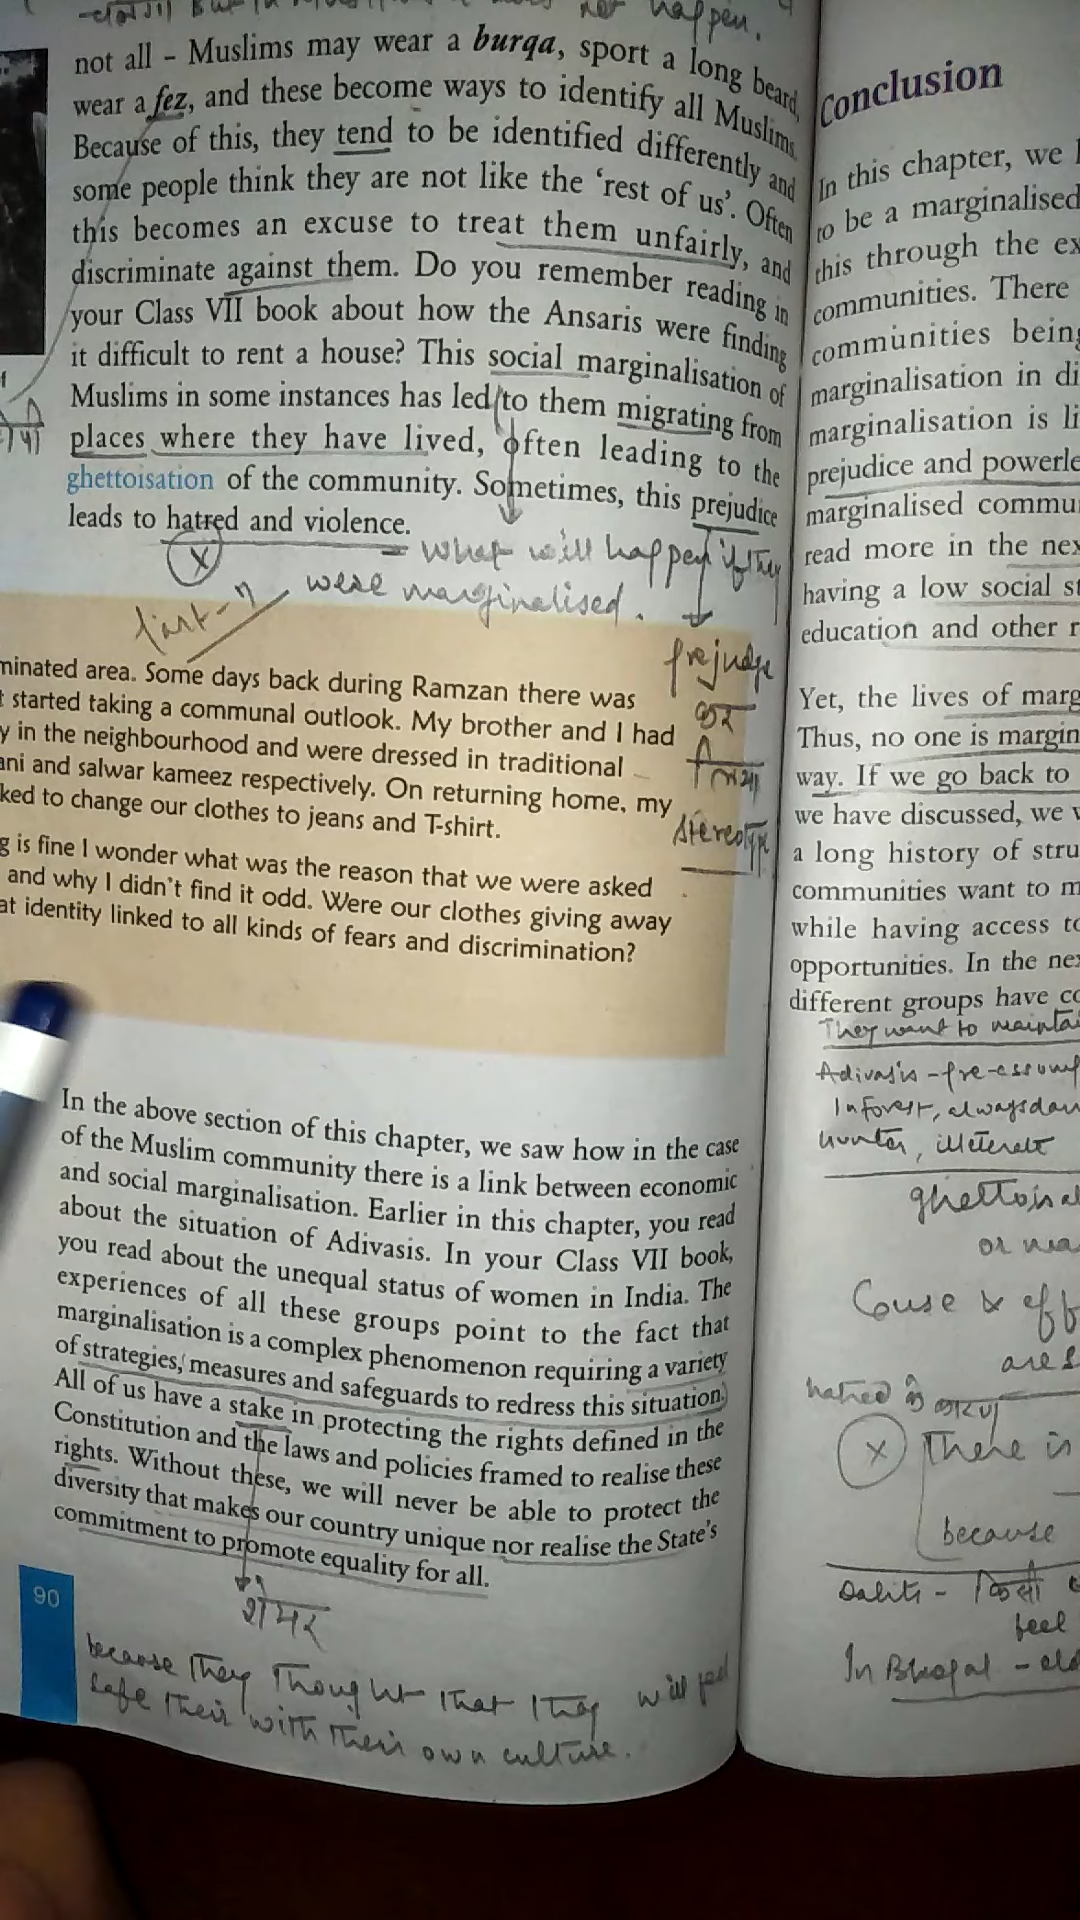 not happen.
not all – Muslims may wear a burqa, sport a long beard,
wear a fez, and these become ways to identify all Muslims.
Because of this, they tend to be identified differently and
some people think they are not like the ‘rest of us’. Often
this becomes an excuse to treat them unfairly, and
discriminate against them. Do you remember reading in
your Class VII book about how the Ansaris were finding
it difficult to rent a house? This social marginalisation of
Muslims in some instances has led to them migrating from
places where they have lived, often leading to the
ghettoisation of the community. Sometimes, this prejudice
leads to hatred and violence.
X
what will happen if they
were marginalised.
prejudge
stereotype
minated area. Some days back during Ramzan there was
t started taking a communal outlook. My brother and I had
y in the neighbourhood and were dressed in traditional
ani and salwar kameez respectively. On returning home, my
ked to change our clothes to jeans and T-shirt.
g is fine I wonder what was the reason that we were asked
and why I didn’t find it odd. Were our clothes giving away
at identity linked to all kinds of fears and discrimination?
In the above section of this chapter, we saw how in the case
of the Muslim community there is a link between economic
and social marginalisation. Earlier in this chapter, you read
about the situation of Adivasis. In your Class VII book,
you read about the unequal status of women in India. The
experiences of all these groups point to the fact that
marginalisation is a complex phenomenon requiring a variety
of strategies, measures and safeguards to redress this situation.
All of us have a stake in protecting the rights defined in the
Constitution and the laws and policies framed to realise these
rights. Without these, we will never be able to protect the
diversity that makes our country unique nor realise the State’s
commitment to promote equality for all.
90
because They Thought that they will feel
safe their with their own culture.
Conclusion
In this chapter, we
to be a marginalised
this through the ex
communities. There
communities being
marginalisation in di
marginalisation is li
prejudice and powerle
marginalised commu
read more in the nex
having a low social st
education and other r
Yet, the lives of marg
Thus, no one is margin
way. If we go back to
we have discussed, we
a long history of stru
communities want to m
while having access to
opportunities. In the nex
different groups have co
They want to maintai
Adivasis - pre-assump
In forest, always dan
hunter, illiterate
ghettoisa
or
Cause & eff
are
hatred
X There is
because
Dalits - किसी
feel
In Bhopal -